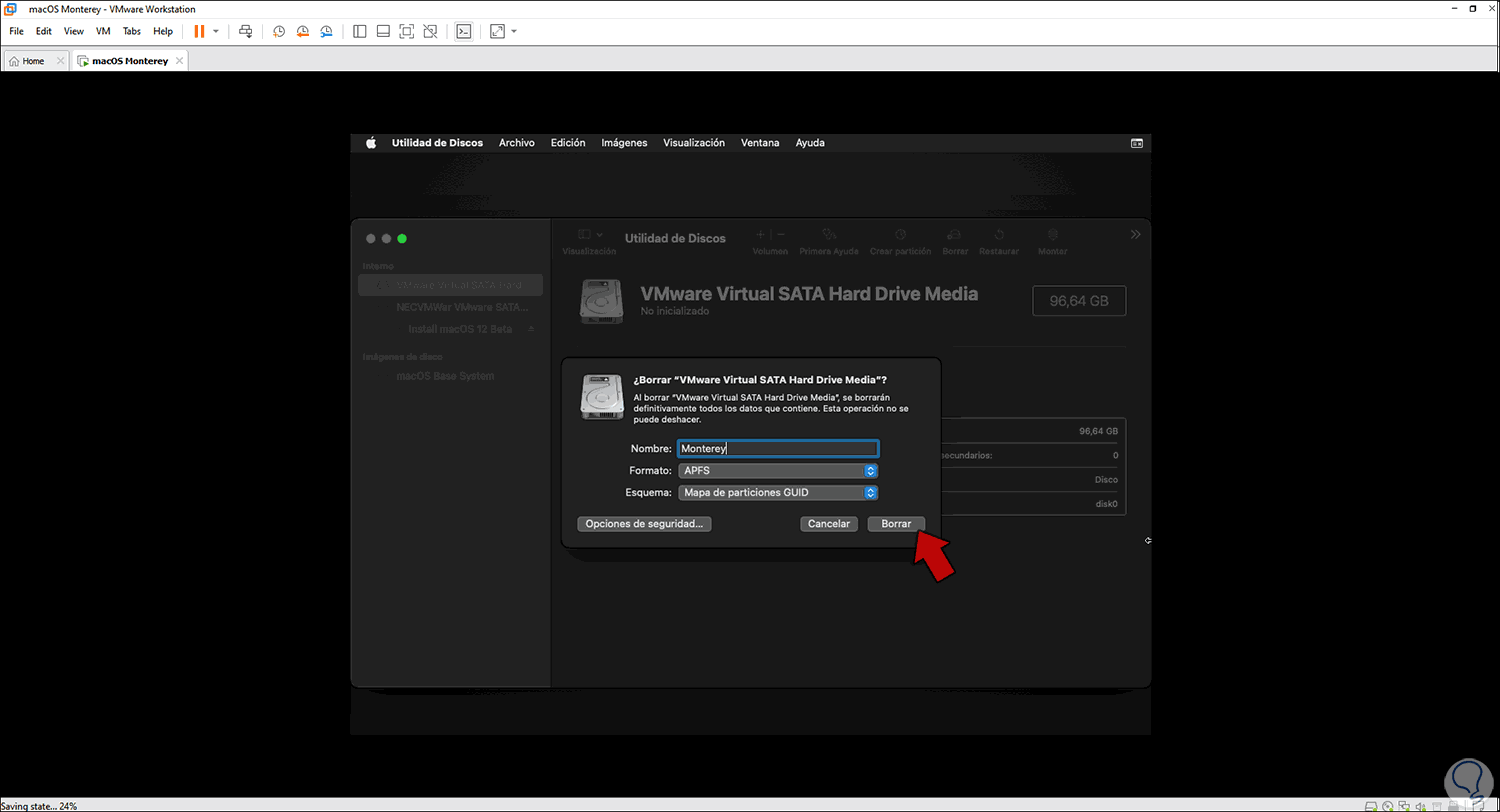 macOS Monterey - VMware Workstation
File Edit View VM Tabs Help
Home
macOS Monterey
Utilidad de Discos Archivo Edición Imágenes Visualización Ventana Ayuda
Visualización
Utilidad de Discos
Volumen Primera Ayuda Crear partición Borrar Restaurar Montar
Interno
VMware Virtual SATA Hard
NECVMWar VMware SATA...
Install macOS 12 Beta
Imágenes de disco
macOS Base System
VMware Virtual SATA Hard Drive Media
No inicializado
96,64 GB
¿Borrar “VMware Virtual SATA Hard Drive Media”?
Al borrar “VMware Virtual SATA Hard Drive Media”, se borrarán
definitivamente todos los datos que contiene. Esta operación no se
puede deshacer.
Nombre: Monterey
Formato: APFS
Esquema: Mapa de particiones GUID
Opciones de seguridad... Cancelar Borrar
96,64 GB
secundarios: 0
Disco
disk0
Saving state... 24%